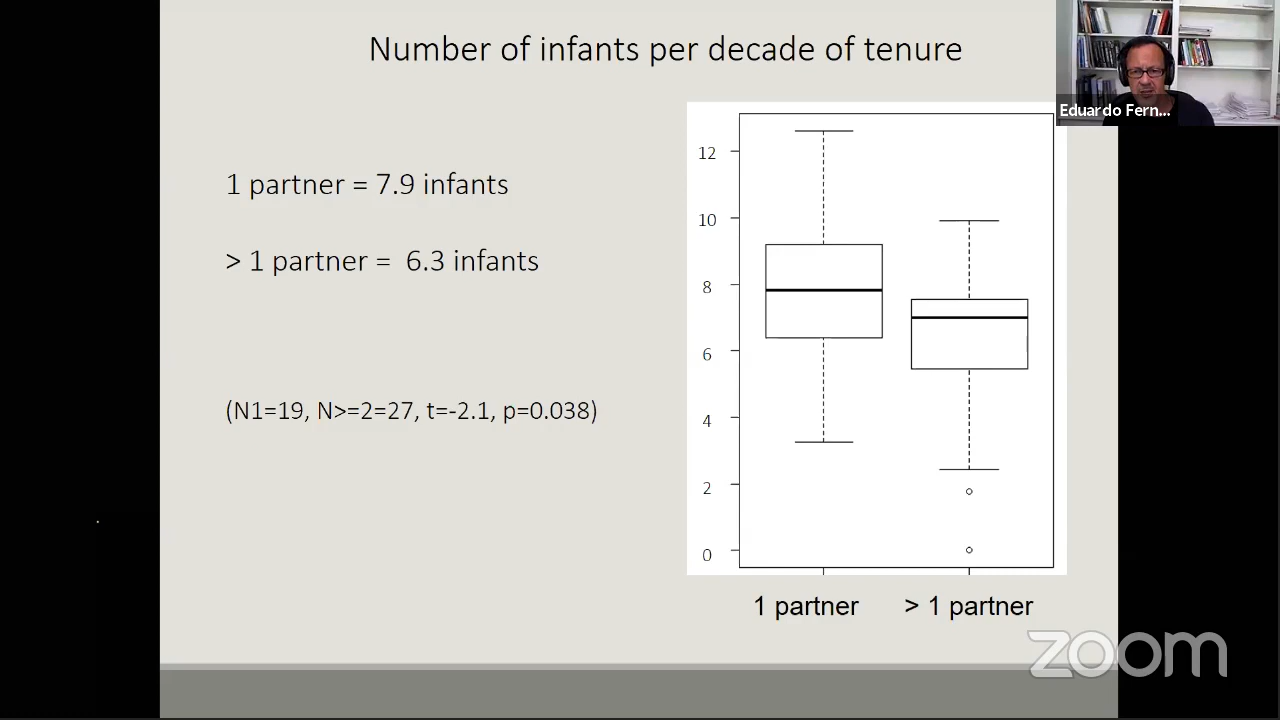 Number of infants per decade of tenure
Eduardo Fern...
1 partner = 7.9 infants
> 1 partner = 6.3 infants
(N1=19, N>=2=27, t=-2.1, p=0.038)
12
10
8
6
4
2
0
1 partner
> 1 partner
zoom